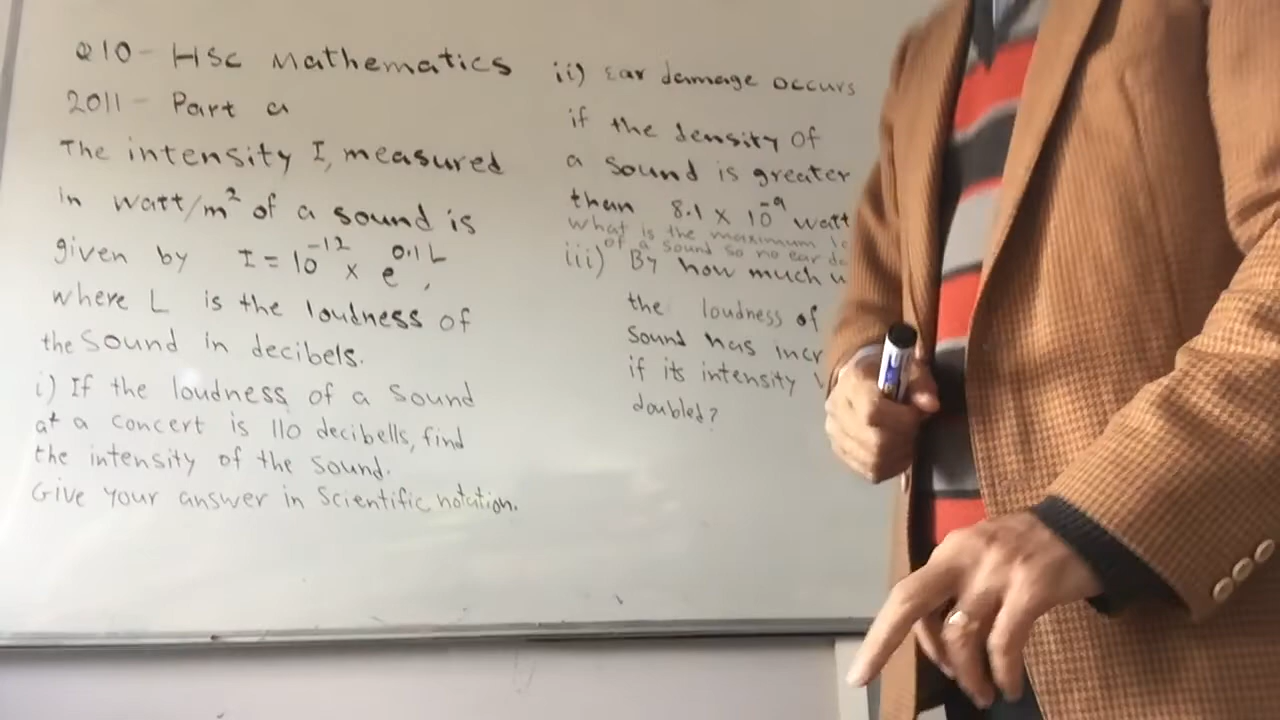 Q10 - HSC Mathematics
2011 - Part a
The intensity I, measured
in watt/m² of a sound is
given by I = 10⁻¹² × e⁰·¹ᴸ,
where L is the loudness of
the sound in decibels.
i) If the loudness of a sound
at a concert is 110 decibells, find
the intensity of the sound.
Give your answer in Scientific notation.
ii) Ear damage occurs
if the density of
a sound is greater
than 8.1 × 10⁻⁹ watt
what is the maximum
of a sound so no ear
iii) By how much
the loudness of
sound has incr
if its intensity
doubled?